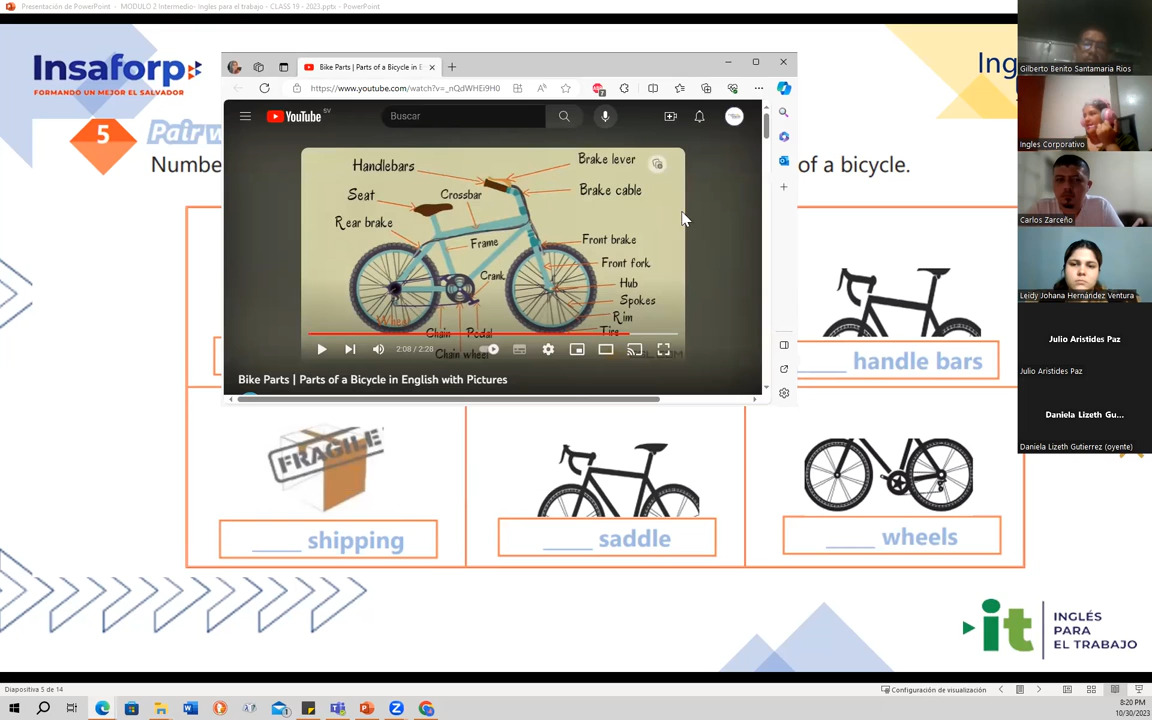 Presentación de PowerPoint - MODULO 2 Intermedio- ingles para el trabajo - CLASS 19 - 2023.pptx - PowerPoint
Insaforp
FORMANDO UN MEJOR EL SALVADOR
Ing
5
Pair w
Numbe
of a bicycle.
Bike Parts | Parts of a Bicycle in E
https://www.youtube.com/watch?v=_nQdWHEi9H0
YouTube
SV
Buscar
Handlebars
Brake lever
Seat
Crossbar
Brake cable
Rear brake
Frame
Front brake
Front fork
Crank
Hub
Spokes
Rim
Tire
Chain
Pedal
Chain wheel
2:08 / 2:28
Bike Parts | Parts of a Bicycle in English with Pictures
_____ handle bars
FRAGILE
_____ shipping
_____ saddle
_____ wheels
Gilberto Benito Santamaria Rios
Ingles Corporativo
Carlos Zarceño
Leidy Johana Hernández Ventura
Julio Aristides Paz
Julio Aristides Paz
Daniela Lizeth Gu...
Daniela Lizeth Gutierrez (oyente)
it
INGLÉS
PARA
EL TRABAJO
Diapositiva 5 de 14
Configuración de visualización
8:20 PM
10/30/2023